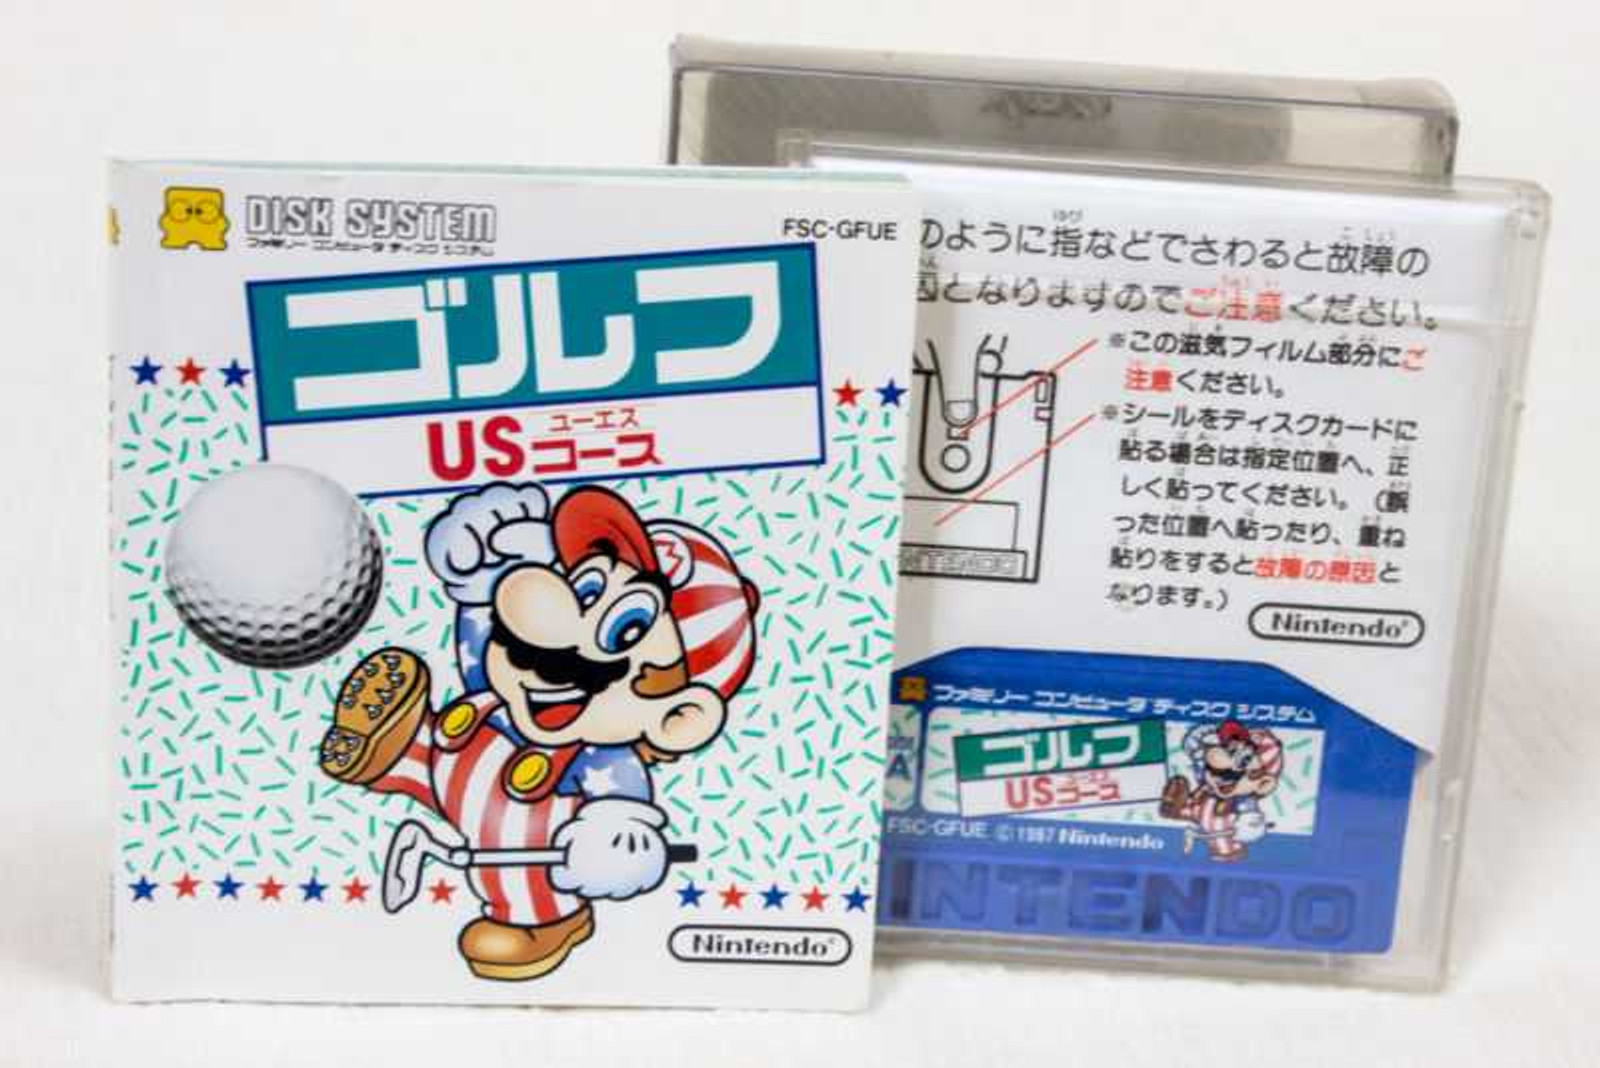 DISK SYSTEM
ファミリー コンピュータ ディスク システム
FSC-GFUE
ゴルフ
ユーエス
USコース
M
Nintendo®
のように指などでさわると故障の
因となりますのでご注意ください。
※この磁気フィルム部分にご
注意ください。
※シールをディスクカードに
貼る場合は指定位置へ、正
しく貼ってください。(誤
った位置へ貼ったり、重ね
貼りをすると故障の原因と
なります。)
NINTENDO
Nintendo®
ファミリー コンピュータ ディスク システム
A
ゴルフ
ユーエス
USコース
FSC-GFUE ©1987 Nintendo
NINTENDO